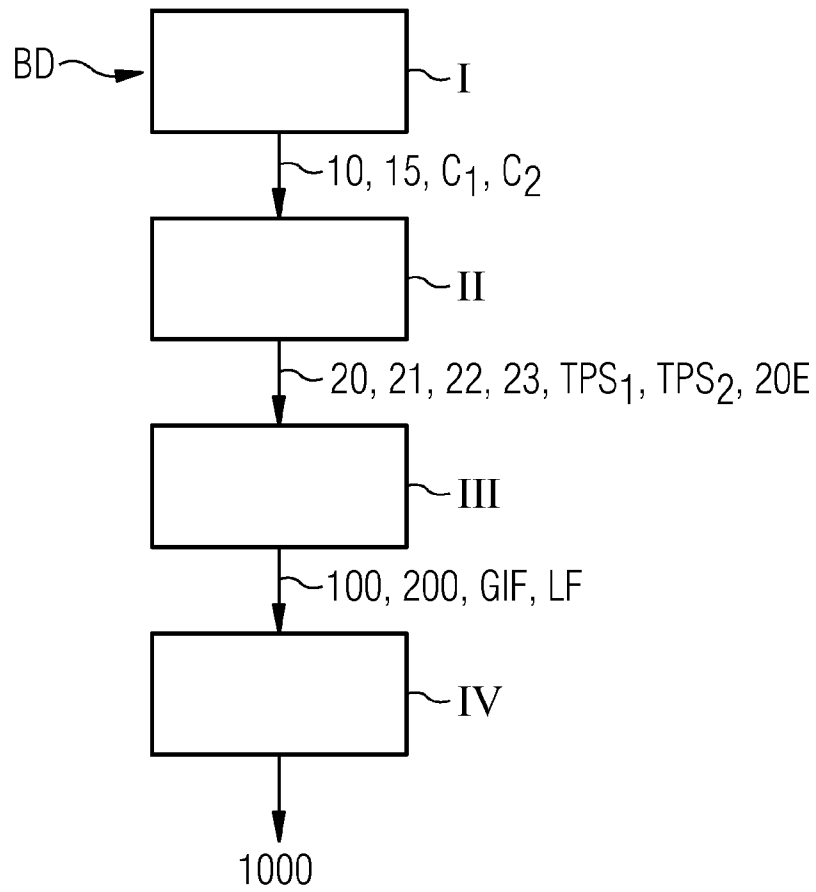 BD
I
10, 15, C₁, C₂
II
20, 21, 22, 23, TPS₁, TPS₂, 20E
III
100, 200, GIF, LF
IV
1000